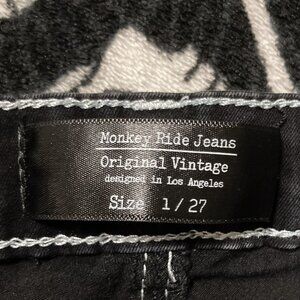 Monkey Ride Jeans
Original Vintage
designed in Los Angeles
Size 1/27